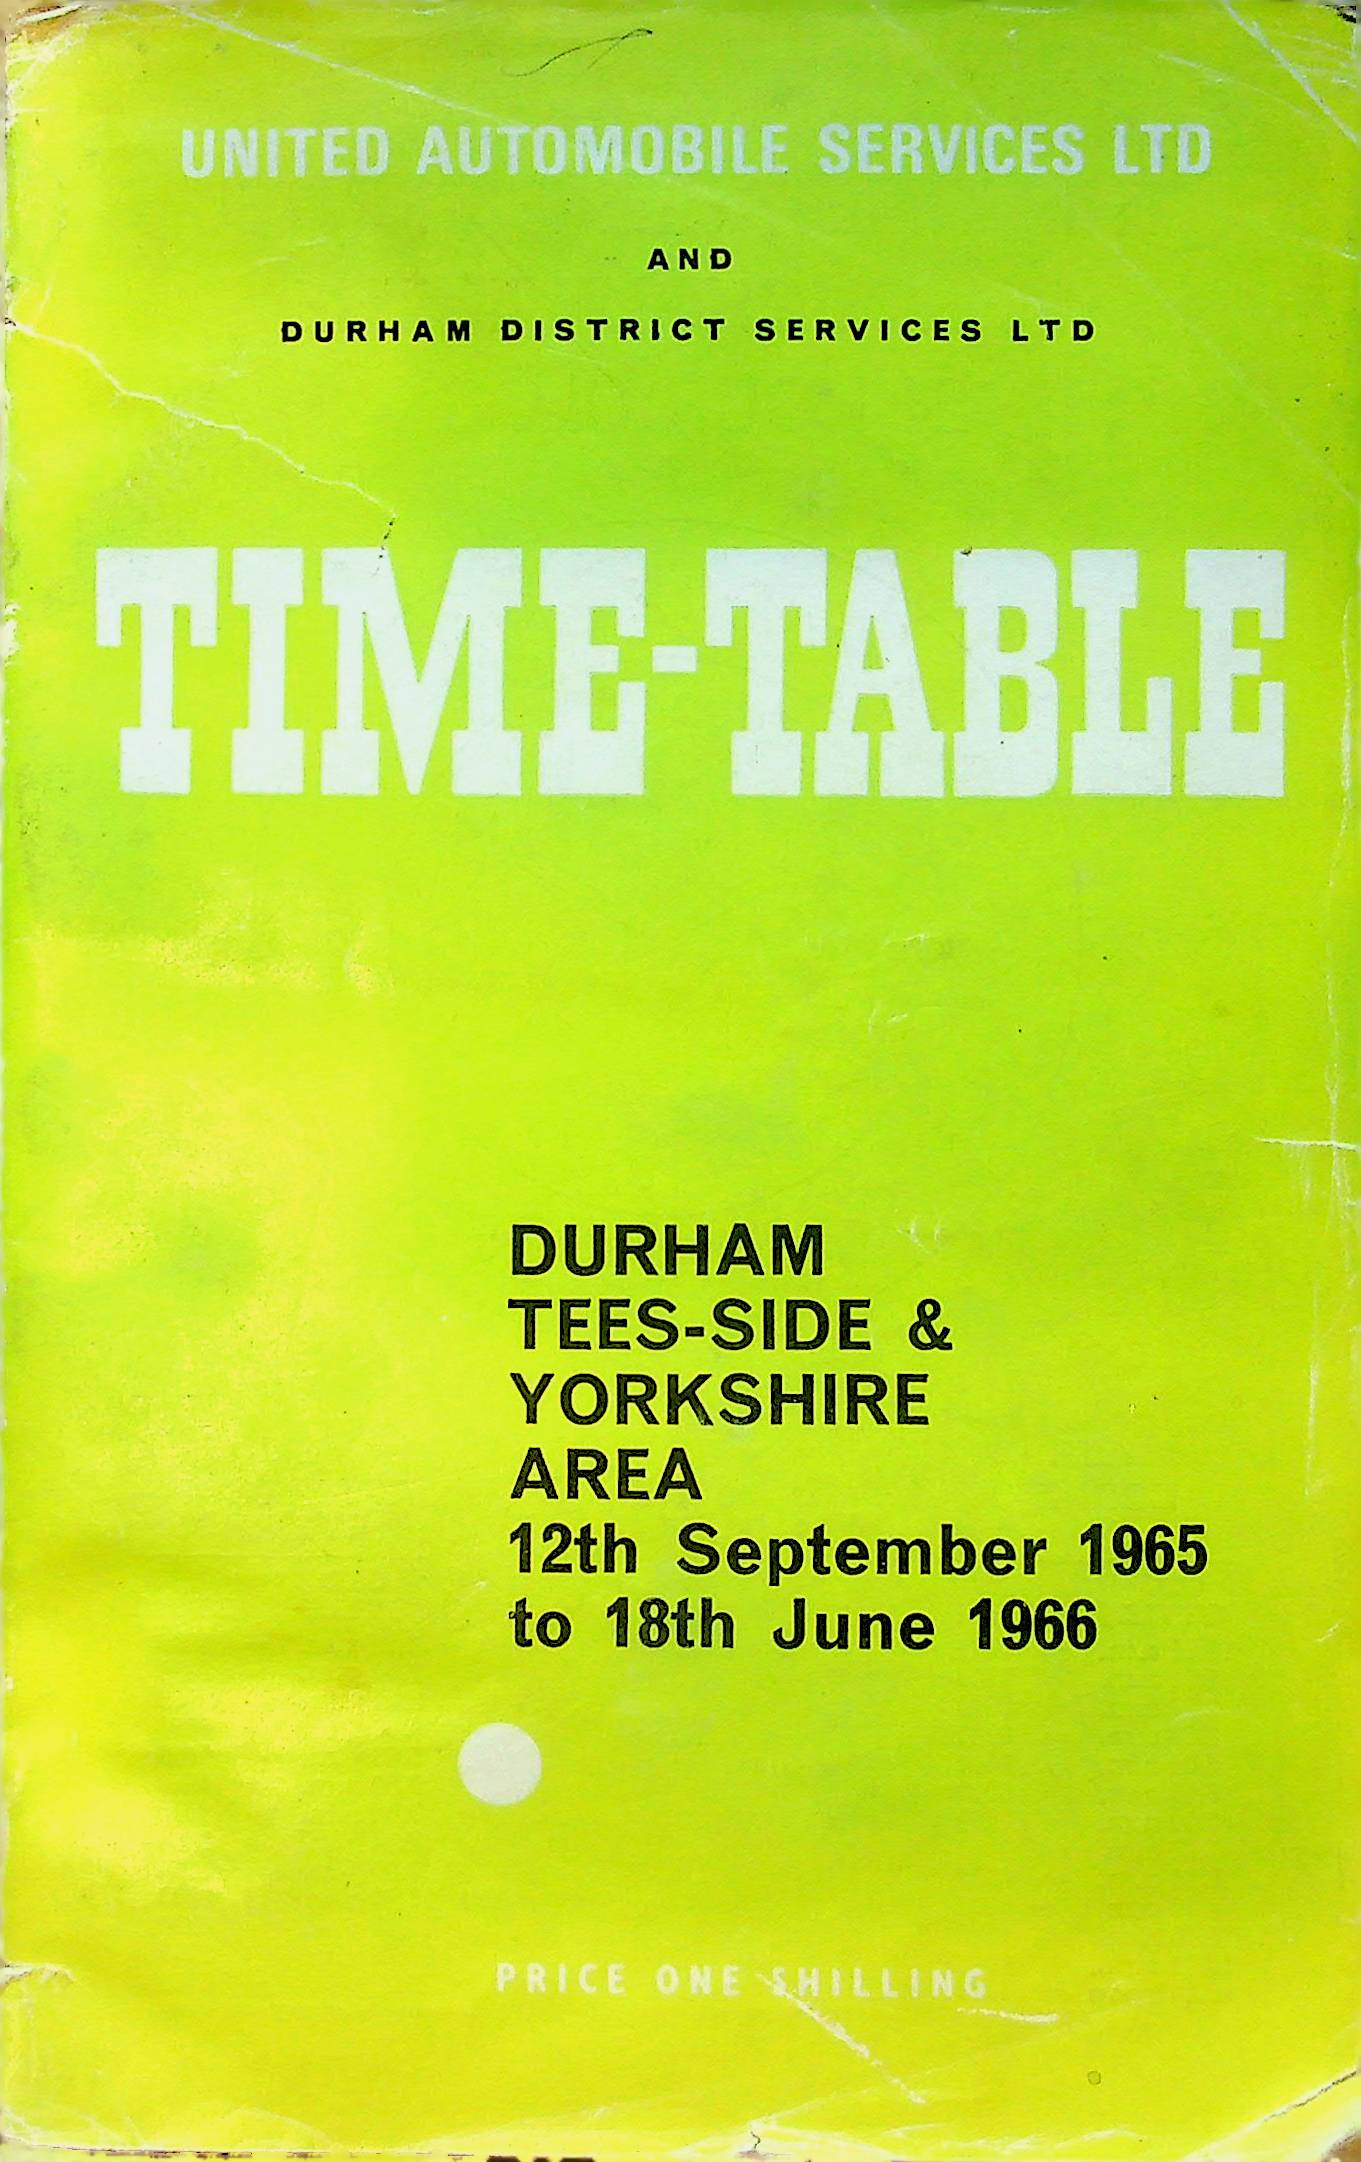 UNITED AUTOMOBILE SERVICES LTD
AND
DURHAM DISTRICT SERVICES LTD
TIME-TABLE
DURHAM
TEES-SIDE &
YORKSHIRE
AREA
12th September 1965
to 18th June 1966
PRICE ONE SHILLING